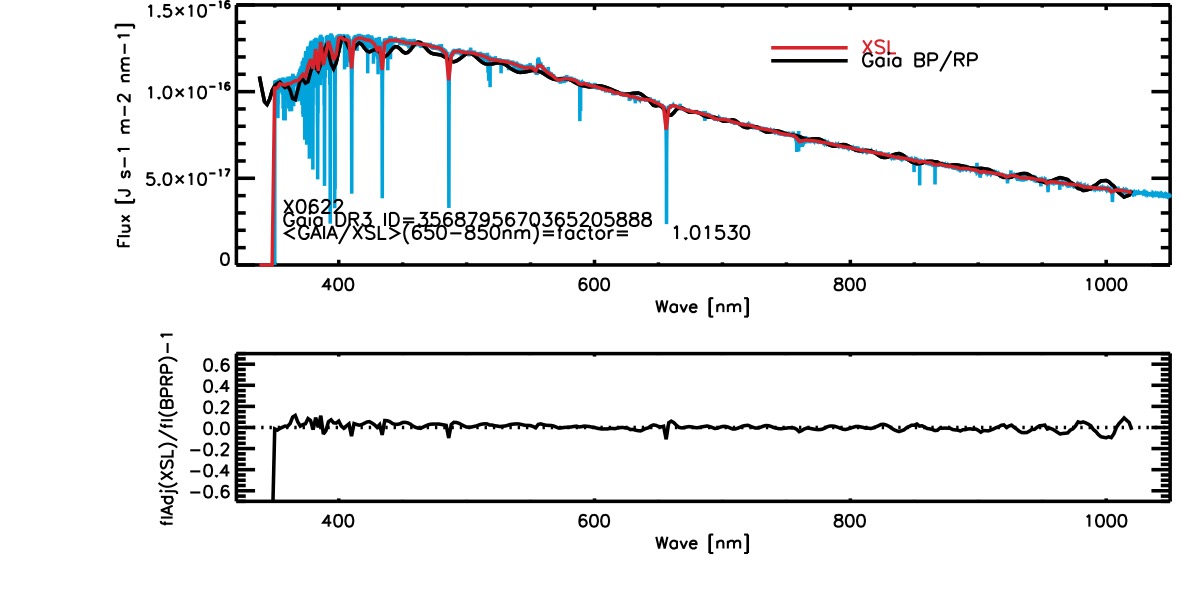 1.5×10−16
1.0×10−16
5.0×10−17
0
Flux [J s−1 m−2 nm−1]
XSL
Gaia BP/RP
X0622
Gaia DR3 ID=3568795670365205888
<GAIA/XSL>(650−850nm)=factor= 1.01530
400 600 800 1000
Wave [nm]
0.6
0.4
0.2
0.0
−0.2
−0.4
−0.6
flAdj(XSL)/fl(BPRP)−1
400 600 800 1000
Wave [nm]